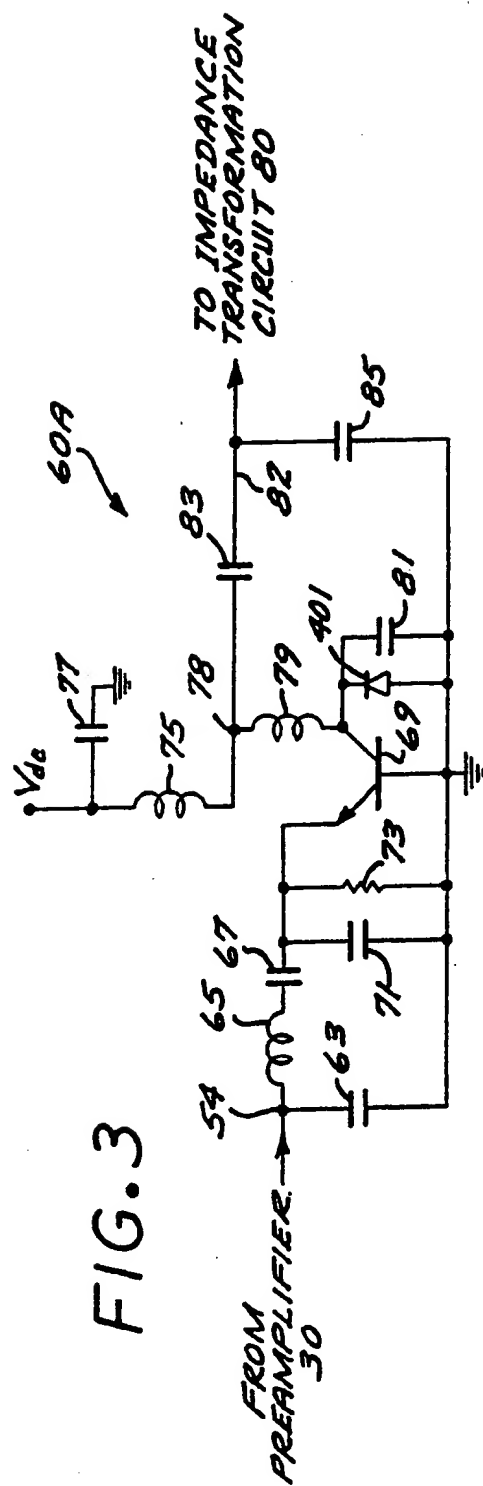 FIG. 3
60A
Vdc
77
75
78
83
82
TO IMPEDANCE
TRANSFORMATION
CIRCUIT 80
85
79
401
81
69
FROM
PREAMPLIFIER
30
54
65
67
63
71
73